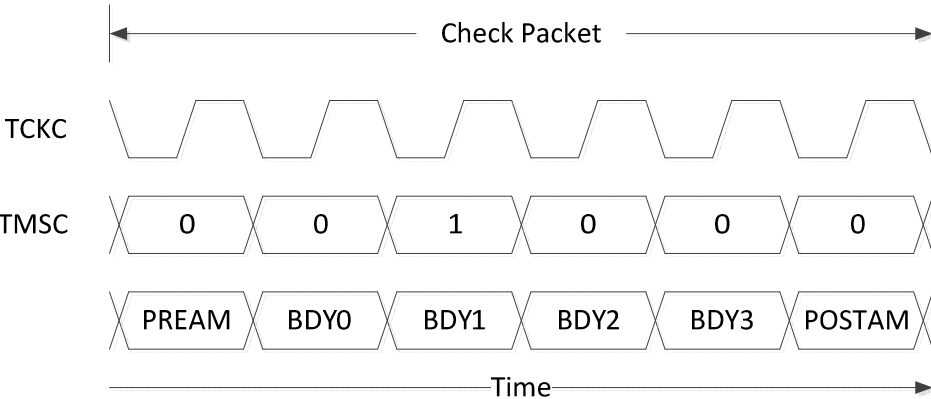 Check Packet
TCKC
TMSC 0 0 1 0 0 0
PREAM BDY0 BDY1 BDY2 BDY3 POSTAM
Time